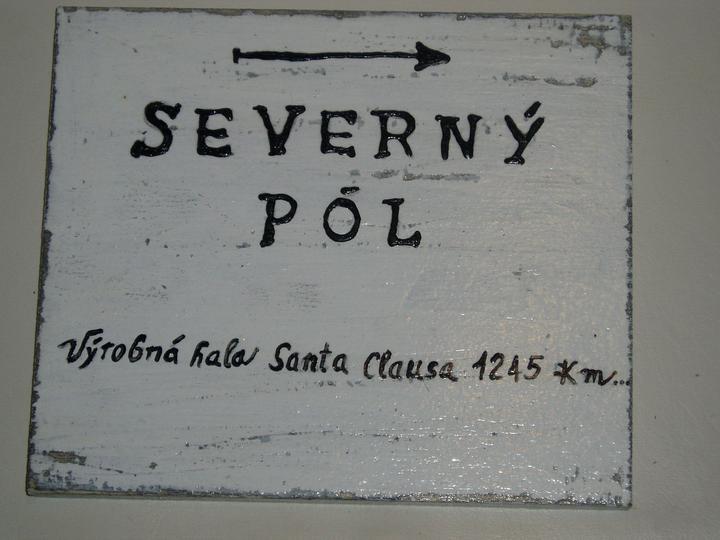 SEVERNÝ
PÓL
Výrobná hala Santa Clausa 1245 Km...